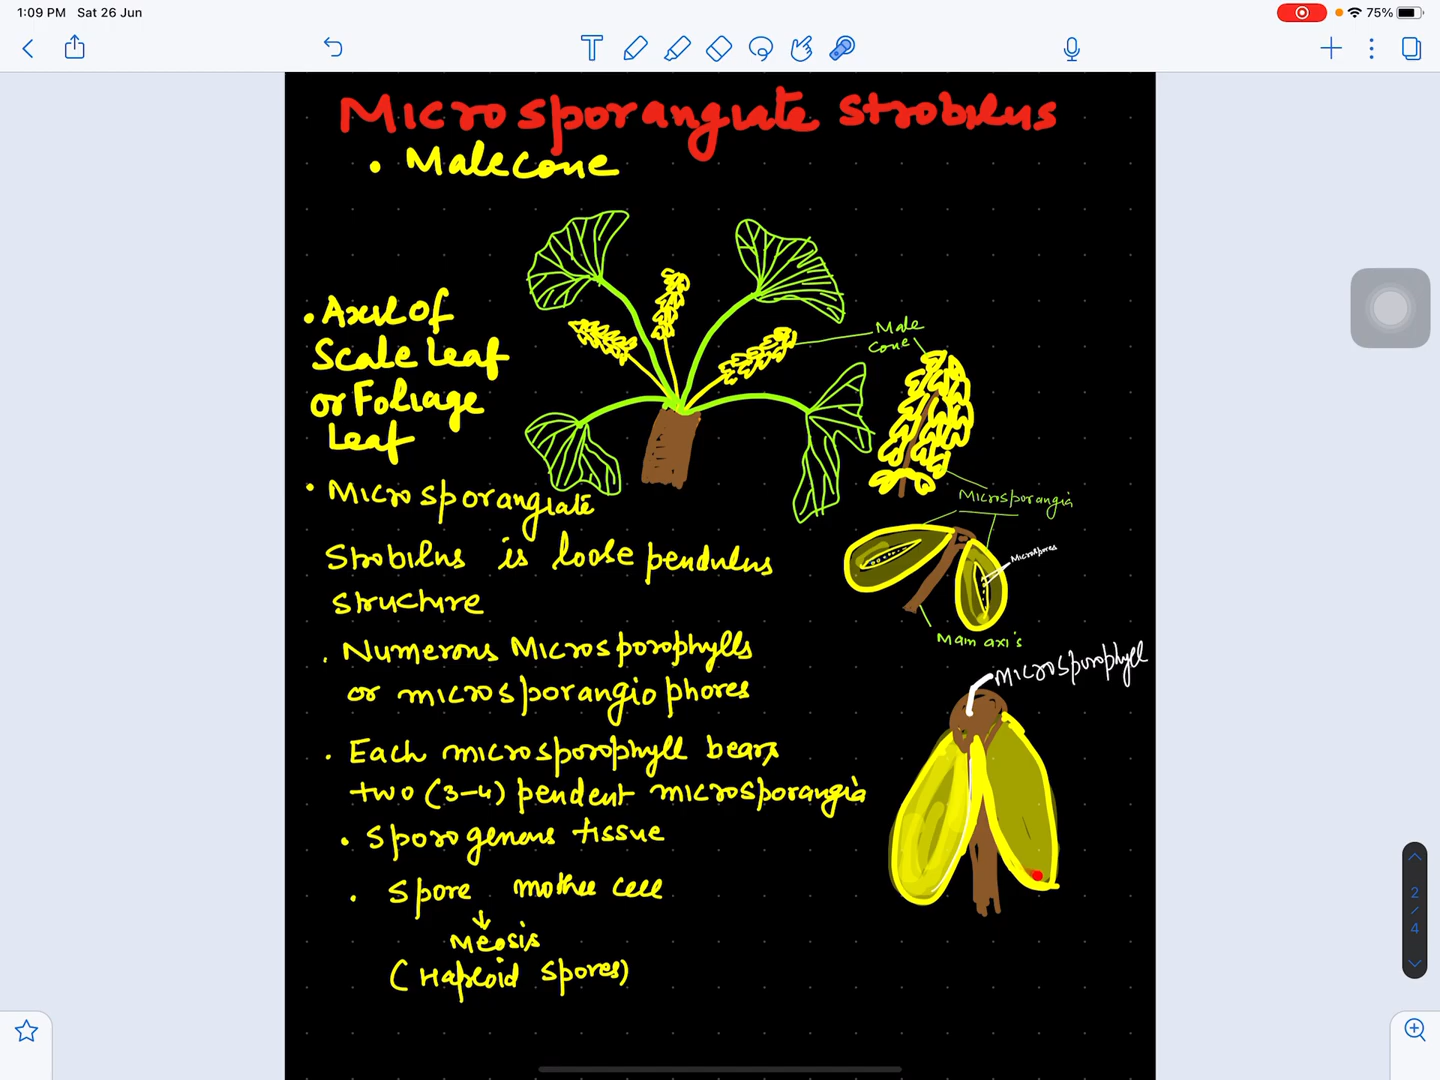 1:09 PM Sat 26 Jun
75%
Microsporangiate Strobilus
• Male cone
• Axil of
Scale leaf
or Foliage
Leaf
Male
Cone
• Microsporangiate
Strobilus is loose pendulus
structure
Microsporangia
Microspores
Main axis
• Numerous Microsporophylls
or microsporangiophores
Microsporophyll
• Each microsporophyll bears
two (3-4) pendent microsporangia
• Sporogenous tissue
• Spore mother cell
↓
Meosis
(Haploid spores)
2
/
4